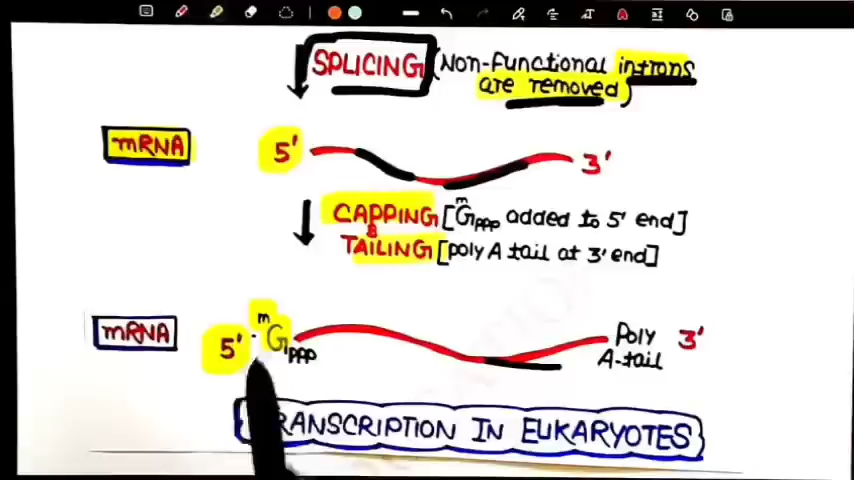 SPLICING (Non-Functional introns
are removed)
mRNA 5' 3'
CAPPING [mGppp added to 5' end]
&
TAILING [poly A tail at 3' end]
mRNA 5' - mGppp Poly A-tail 3'
TRANSCRIPTION IN EUKARYOTES